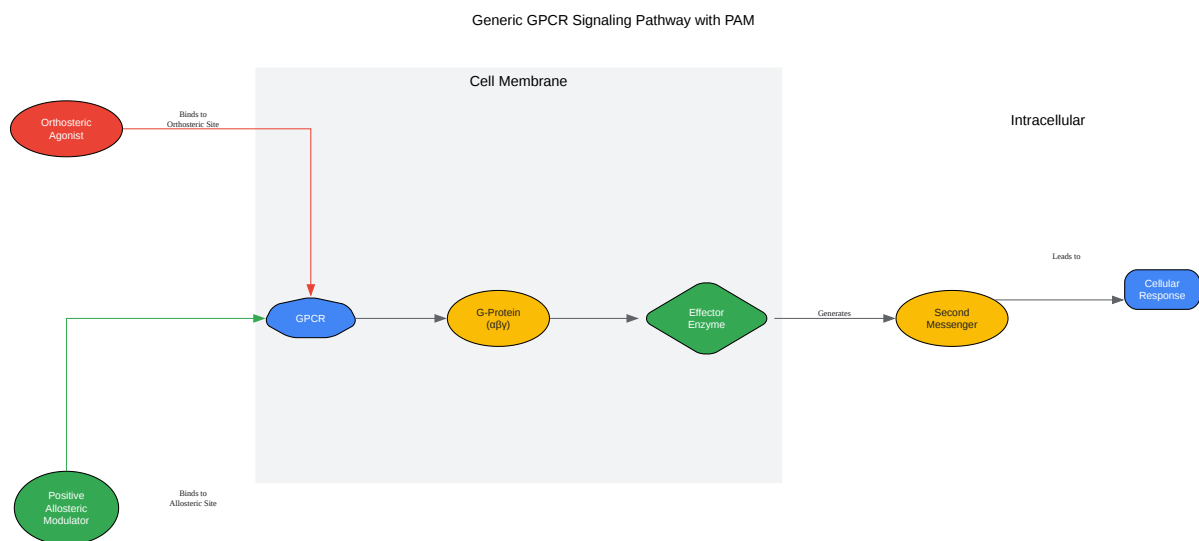 Generic GPCR Signaling Pathway with PAM
Cell Membrane
Intracellular
Orthosteric
Agonist
Binds to
Orthosteric Site
Leads to
Cellular
Response
GPCR
G-Protein
(αβγ)
Effector
Enzyme
Generates
Second
Messenger
Positive
Allosteric
Modulator
Binds to
Allosteric Site